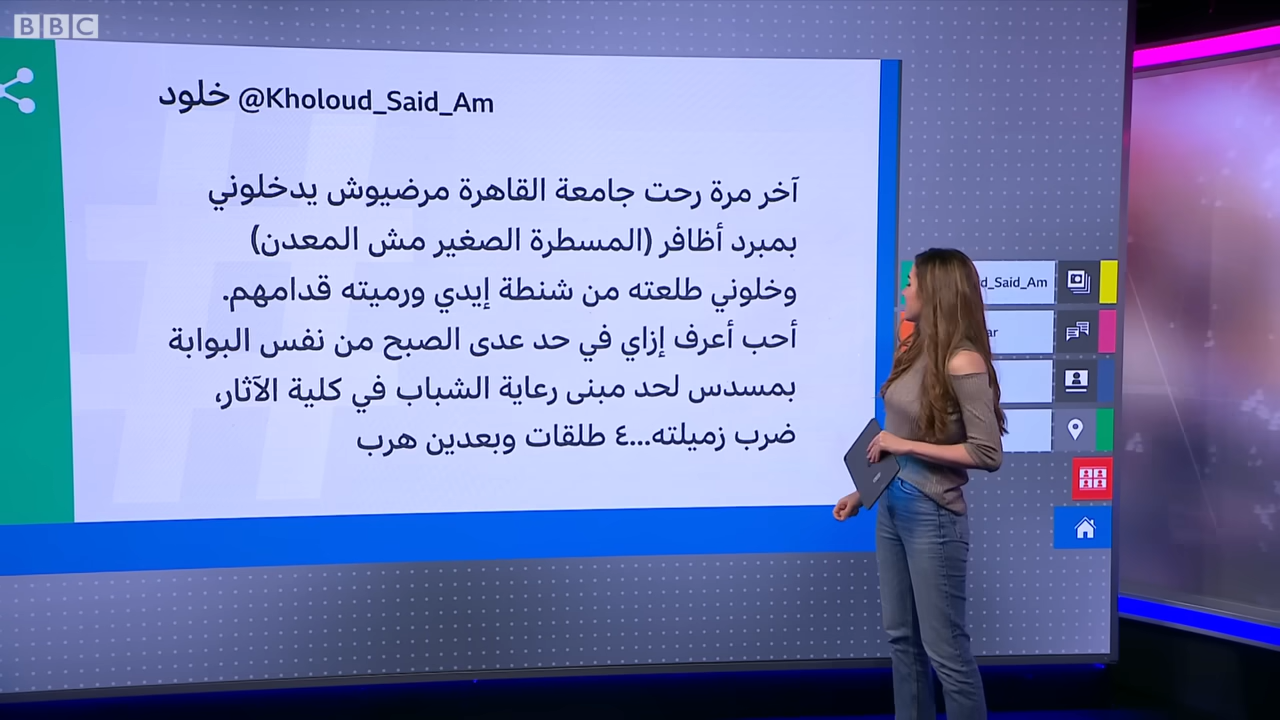 BBC
خلود @Kholoud_Said_Am
آخر مرة رحت جامعة القاهرة مرضيوش يدخلوني
بمبرد أظافر (المسطرة الصغير مش المعدن)
وخلوني طلعته من شنطة إيدي ورميته قدامهم.
أحب أعرف إزاي في حد عدى الصبح من نفس البوابة
بمسدس لحد مبنى رعاية الشباب في كلية الآثار،
ضرب زميلته...٤ طلقات وبعدين هرب
d_Said_Am
ar